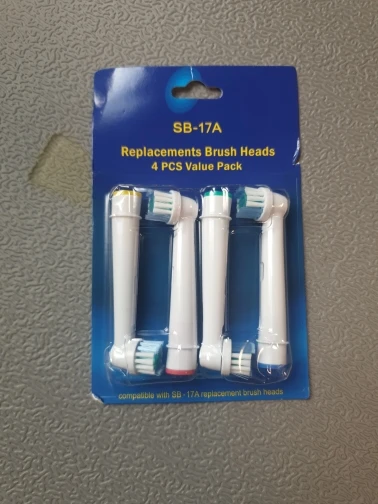 SB-17A
Replacements Brush Heads
4 PCS Value Pack
compatible with SB -17A replacement brush heads